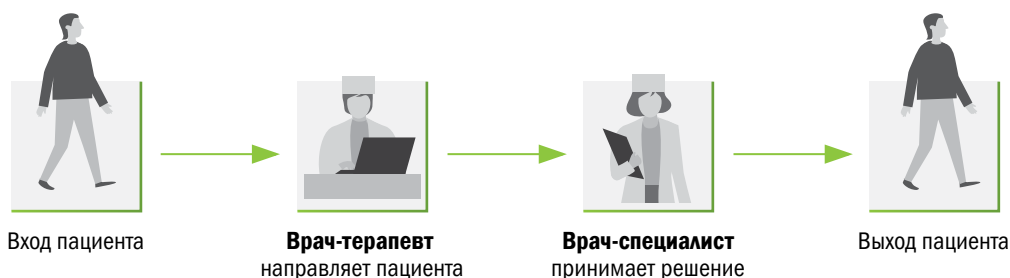 Вход пациента
Врач-терапевт
направляет пациента
Врач-специалист
принимает решение
Выход пациента